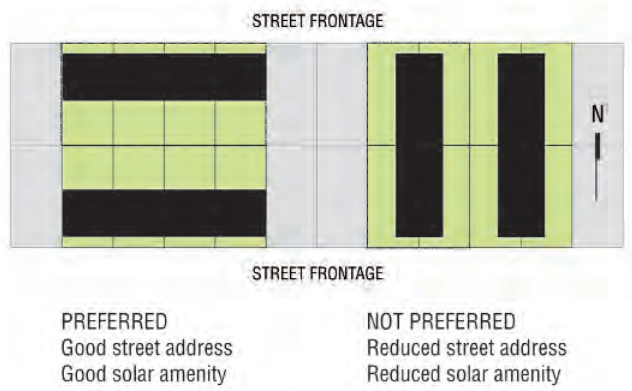 STREET FRONTAGE
N
STREET FRONTAGE
PREFERRED
Good street address
Good solar amenity
NOT PREFERRED
Reduced street address
Reduced solar amenity